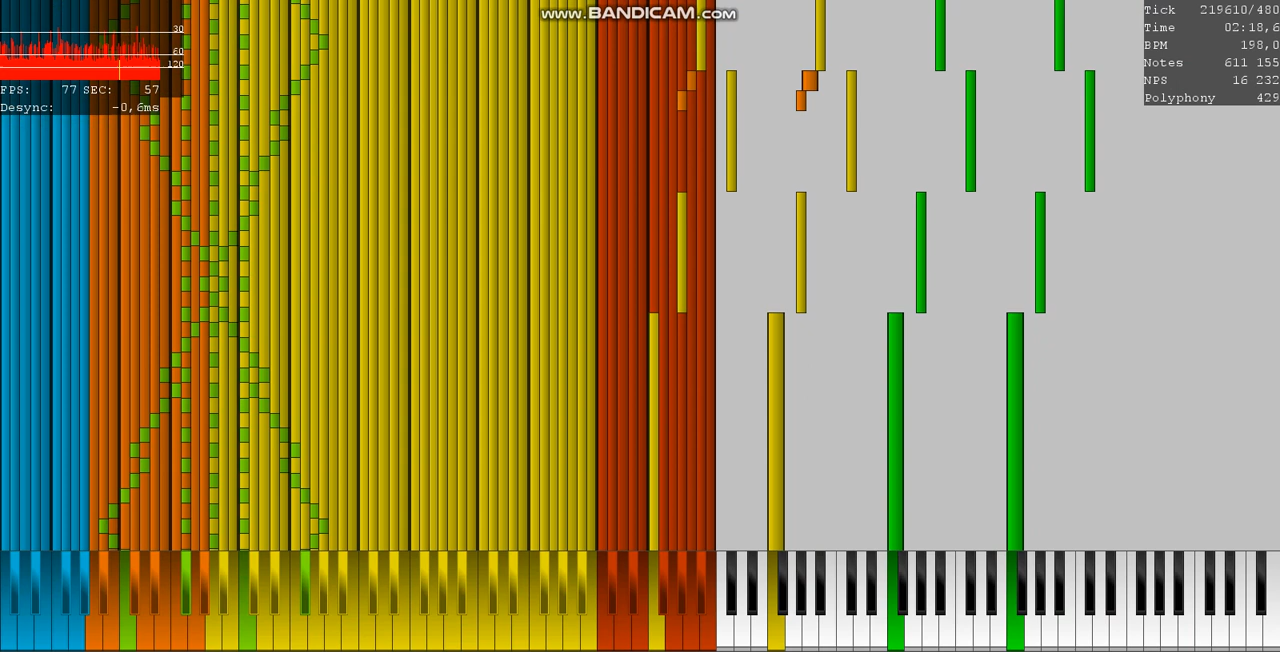 www.BANDICAM.com
30
60
120
FPS: 77 SEC: 57
Desync: -0,6ms
Tick 219610/480
Time 02:18,6
BPM 198,0
Notes 611 155
NPS 16 232
Polyphony 429